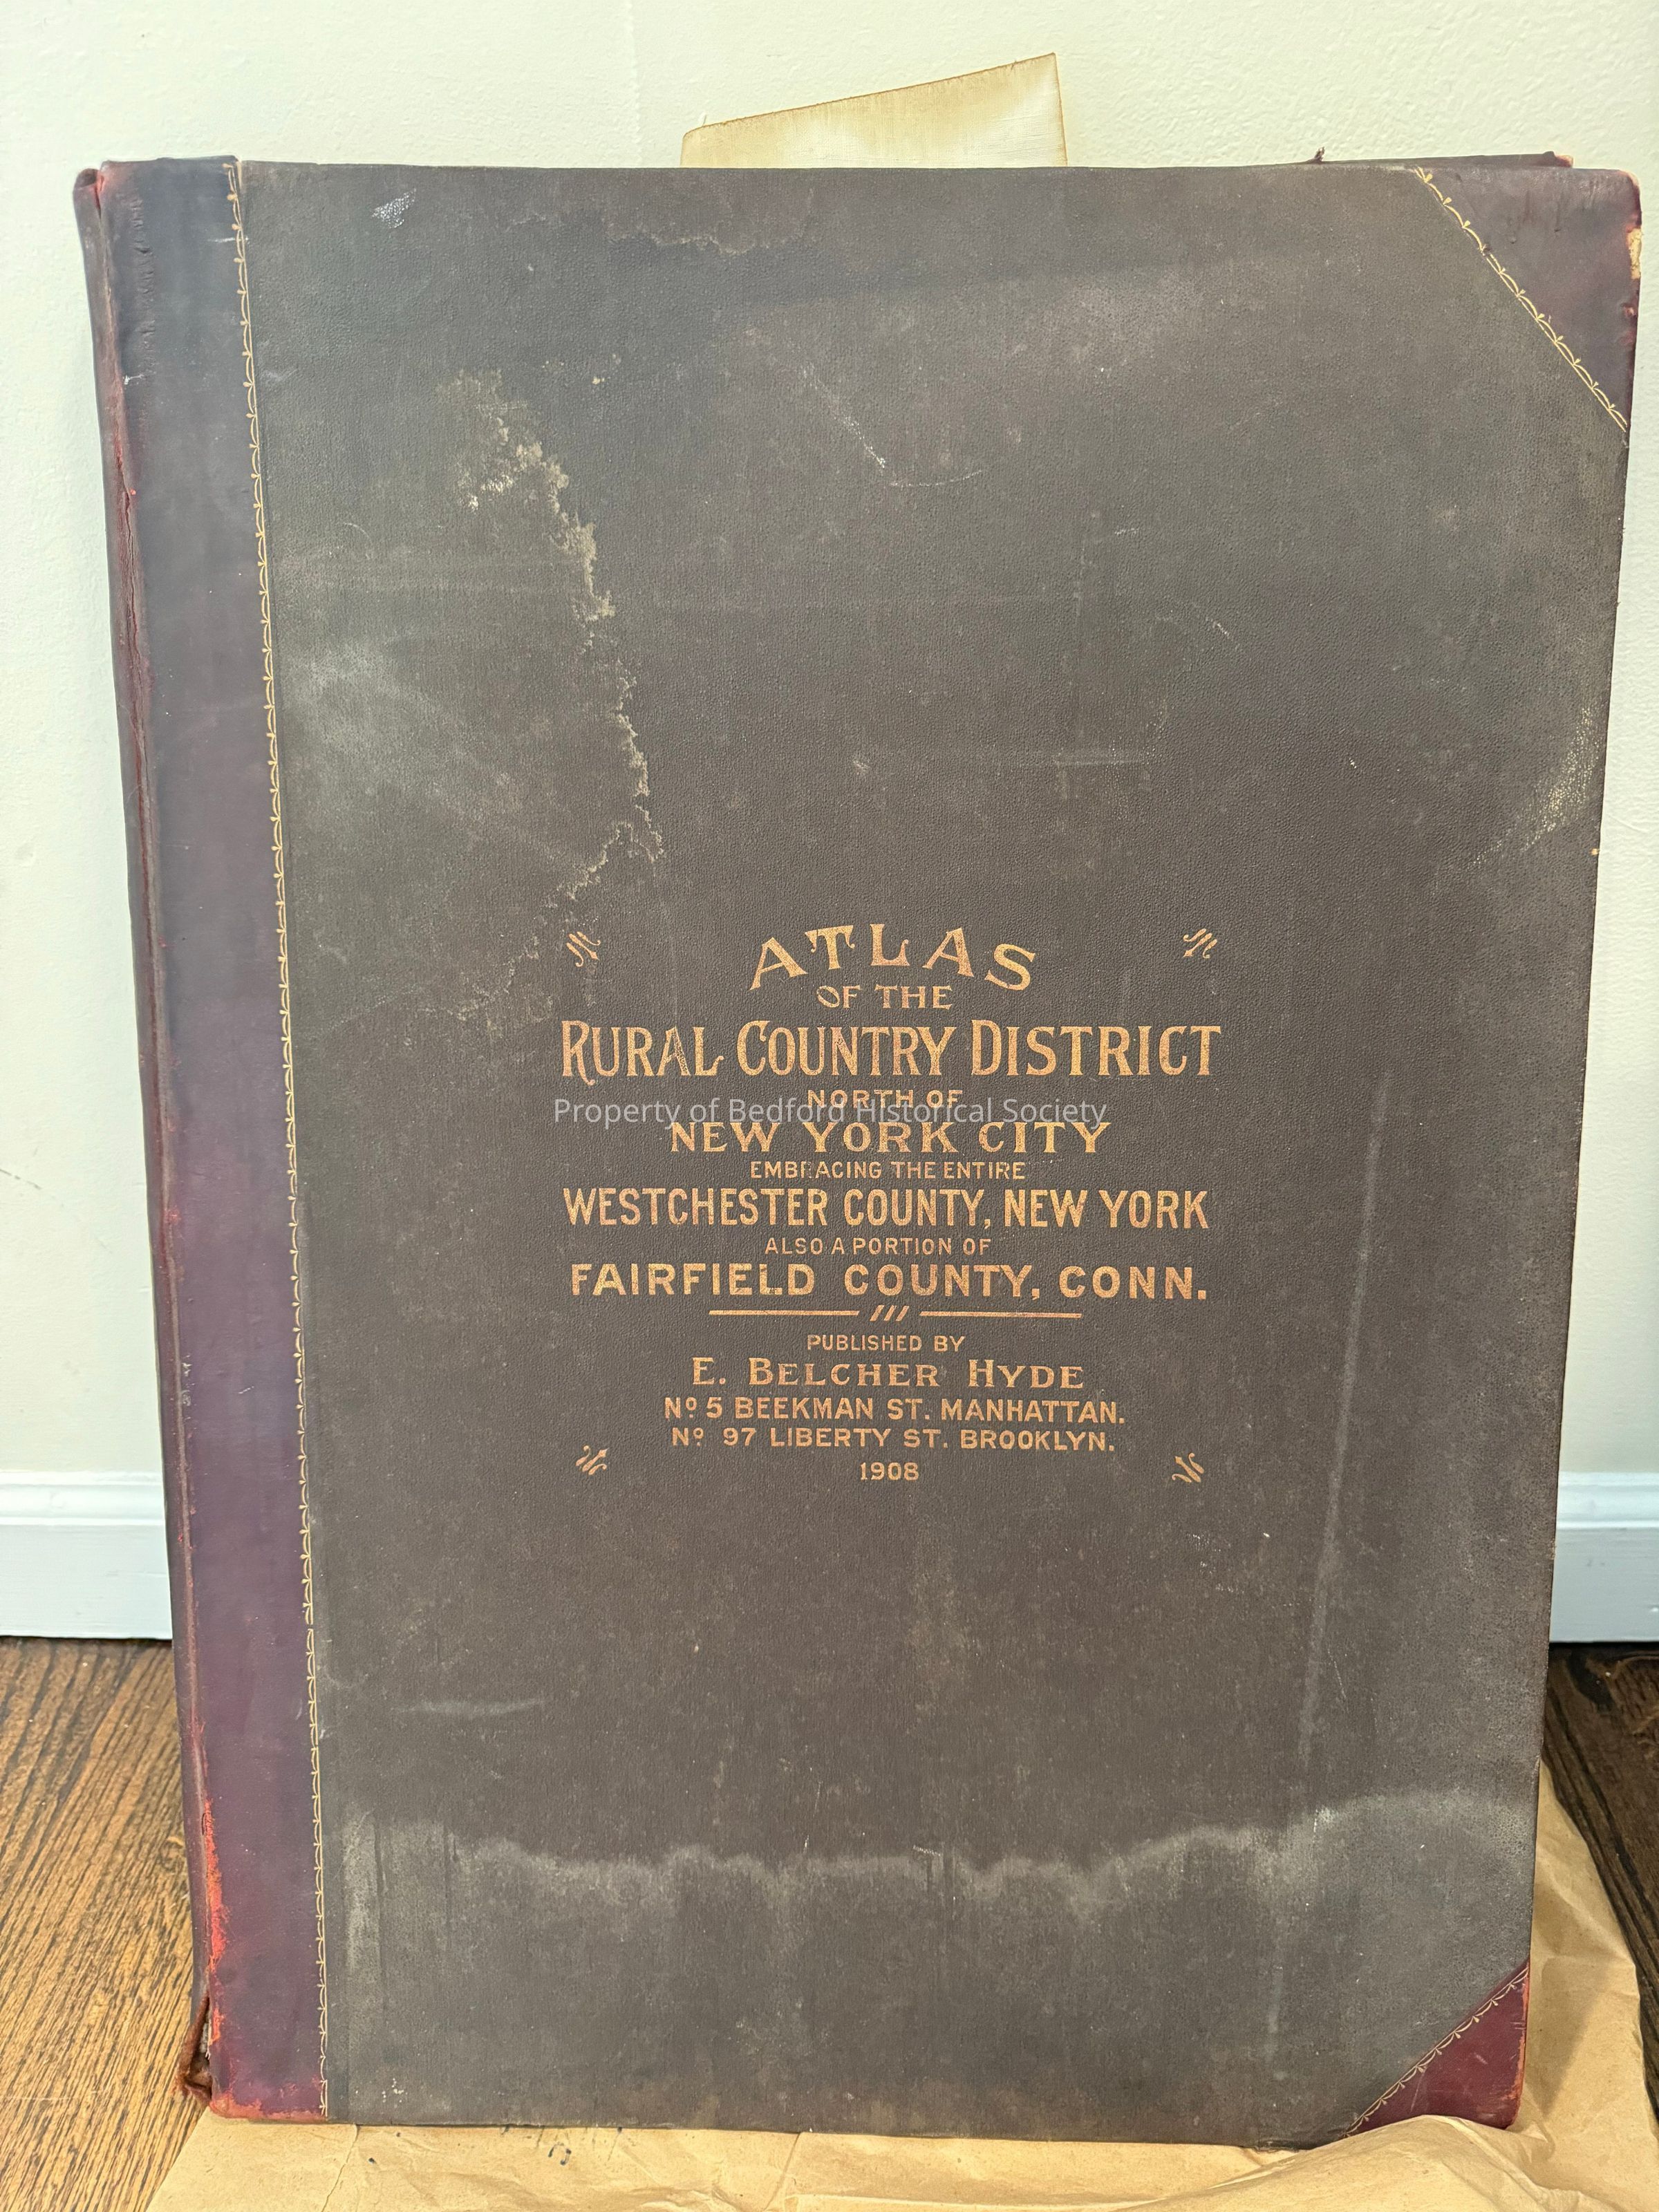 ATLAS
OF THE
RURAL COUNTRY DISTRICT
NORTH OF
Property of Bedford Historical Society
NEW YORK CITY
EMBRACING THE ENTIRE
WESTCHESTER COUNTY, NEW YORK
ALSO A PORTION OF
FAIRFIELD COUNTY, CONN.
PUBLISHED BY
E. BELCHER HYDE
Nº 5 BEEKMAN ST. MANHATTAN.
Nº 97 LIBERTY ST. BROOKLYN.
1908